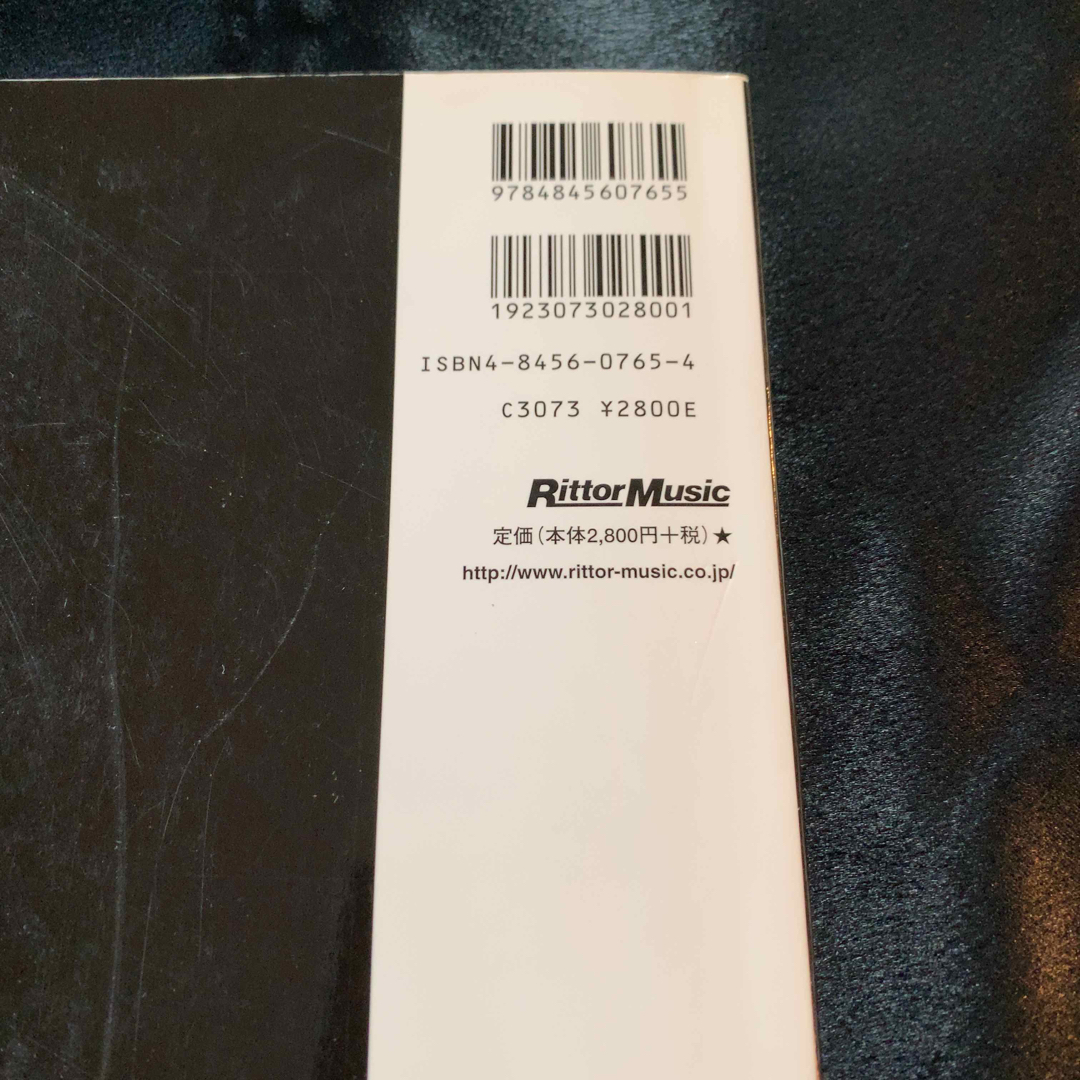 9784845607655
1923073028001
ISBN4-8456-0765-4
C3073 ¥2800E
RittorMusic
定価(本体2,800円+税)★
http://www.rittor-music.co.jp/